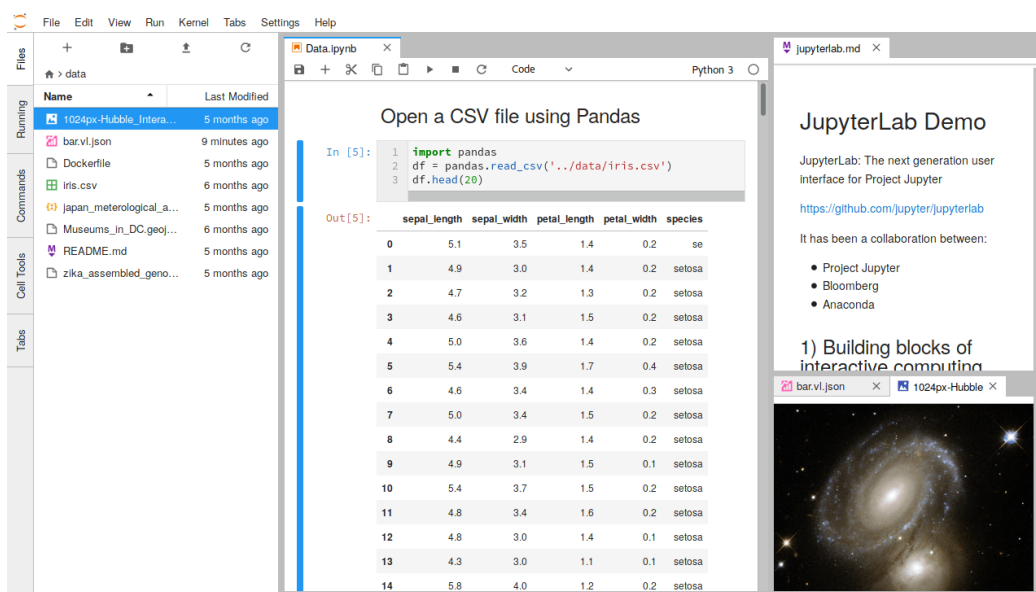 File Edit View Run Kernel Tabs Settings Help
Files
Running
Commands
Cell Tools
Tabs
> data
Name Last Modified
1024px-Hubble_Intera... 5 months ago
bar.vl.json 9 minutes ago
Dockerfile 5 months ago
iris.csv 6 months ago
japan_meterological_a... 5 months ago
Museums_in_DC.geoj... 6 months ago
README.md 5 months ago
zika_assembled_geno... 5 months ago
Data.ipynb
Code Python 3
Open a CSV file using Pandas
In [5]:
1 import pandas
2 df = pandas.read_csv('../data/iris.csv')
3 df.head(20)
Out[5]:
sepal_length sepal_width petal_length petal_width species
0 5.1 3.5 1.4 0.2 se
1 4.9 3.0 1.4 0.2 setosa
2 4.7 3.2 1.3 0.2 setosa
3 4.6 3.1 1.5 0.2 setosa
4 5.0 3.6 1.4 0.2 setosa
5 5.4 3.9 1.7 0.4 setosa
6 4.6 3.4 1.4 0.3 setosa
7 5.0 3.4 1.5 0.2 setosa
8 4.4 2.9 1.4 0.2 setosa
9 4.9 3.1 1.5 0.1 setosa
10 5.4 3.7 1.5 0.2 setosa
11 4.8 3.4 1.6 0.2 setosa
12 4.8 3.0 1.4 0.1 setosa
13 4.3 3.0 1.1 0.1 setosa
14 5.8 4.0 1.2 0.2 setosa
jupyterlab.md
JupyterLab Demo
JupyterLab: The next generation user
interface for Project Jupyter
https://github.com/jupyter/jupyterlab
It has been a collaboration between:
Project Jupyter
Bloomberg
Anaconda
1) Building blocks of
interactive computing
bar.vl.json
1024px-Hubble